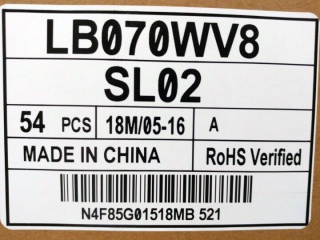 LB070WV8
SL02
54 PCS 18M/05-16 A
MADE IN CHINA RoHS Verified
N4F85G01518MB 521